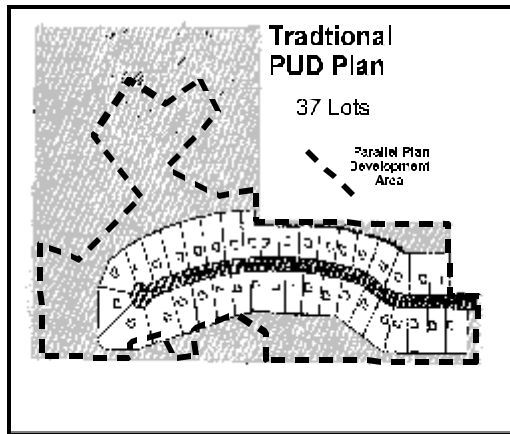 Tradtional
PUD Plan
37 Lots
Parallel Plan
Development
Area